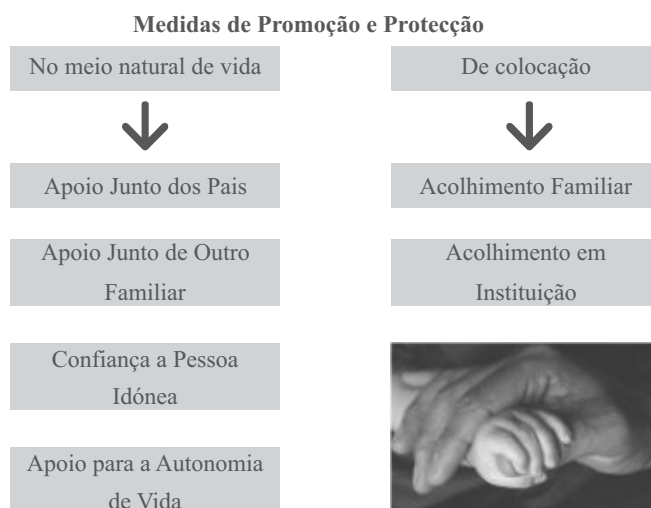 Medidas de Promoção e Protecção
No meio natural de vida
De colocação
Apoio Junto dos Pais
Acolhimento Familiar
Apoio Junto de Outro
Familiar
Acolhimento em
Instituição
Confiança a Pessoa
Idónea
Apoio para a Autonomia
de Vida